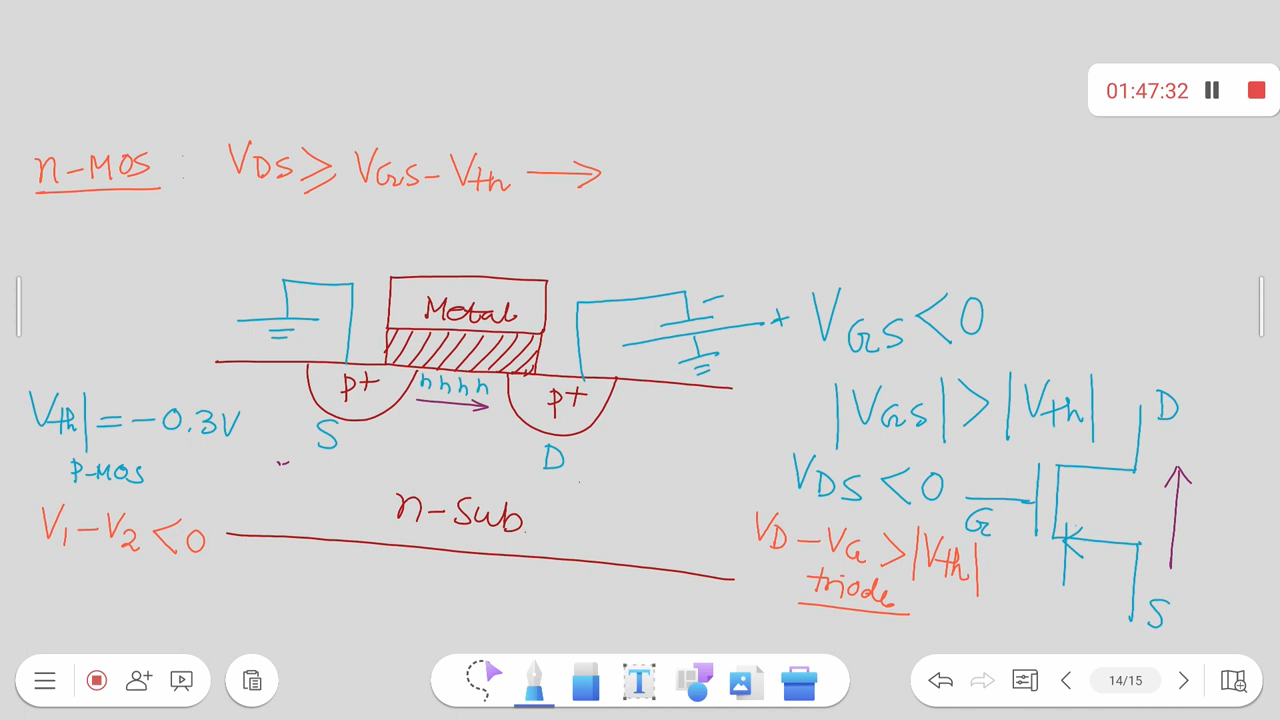 01:47:32
n-MOS : VDS ≥ VGS - Vth →
Metal
- +
VGS < 0
p+ h h h h p+
S D
Vth| = -0.3V
P-MOS
|VGS| > |Vth|
D
VDS < 0
G
n-Sub.
V1 - V2 < 0
VD - VG > |Vth|
triode
S
T
14/15